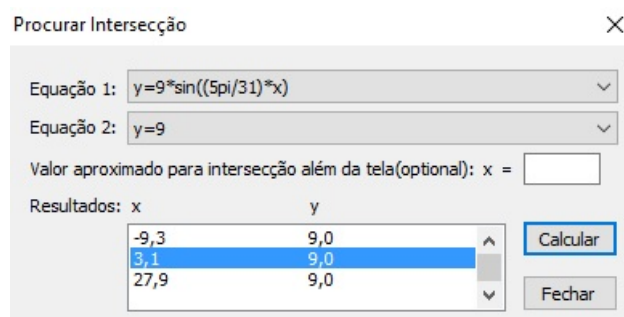 Procurar Intersecção
Equação 1: y=9*sin((5pi/31)*x)
Equação 2: y=9
Valor aproximado para intersecção além da tela(optional): x =
Resultados: x y
-9,3 9,0
3,1 9,0
27,9 9,0
Calcular
Fechar